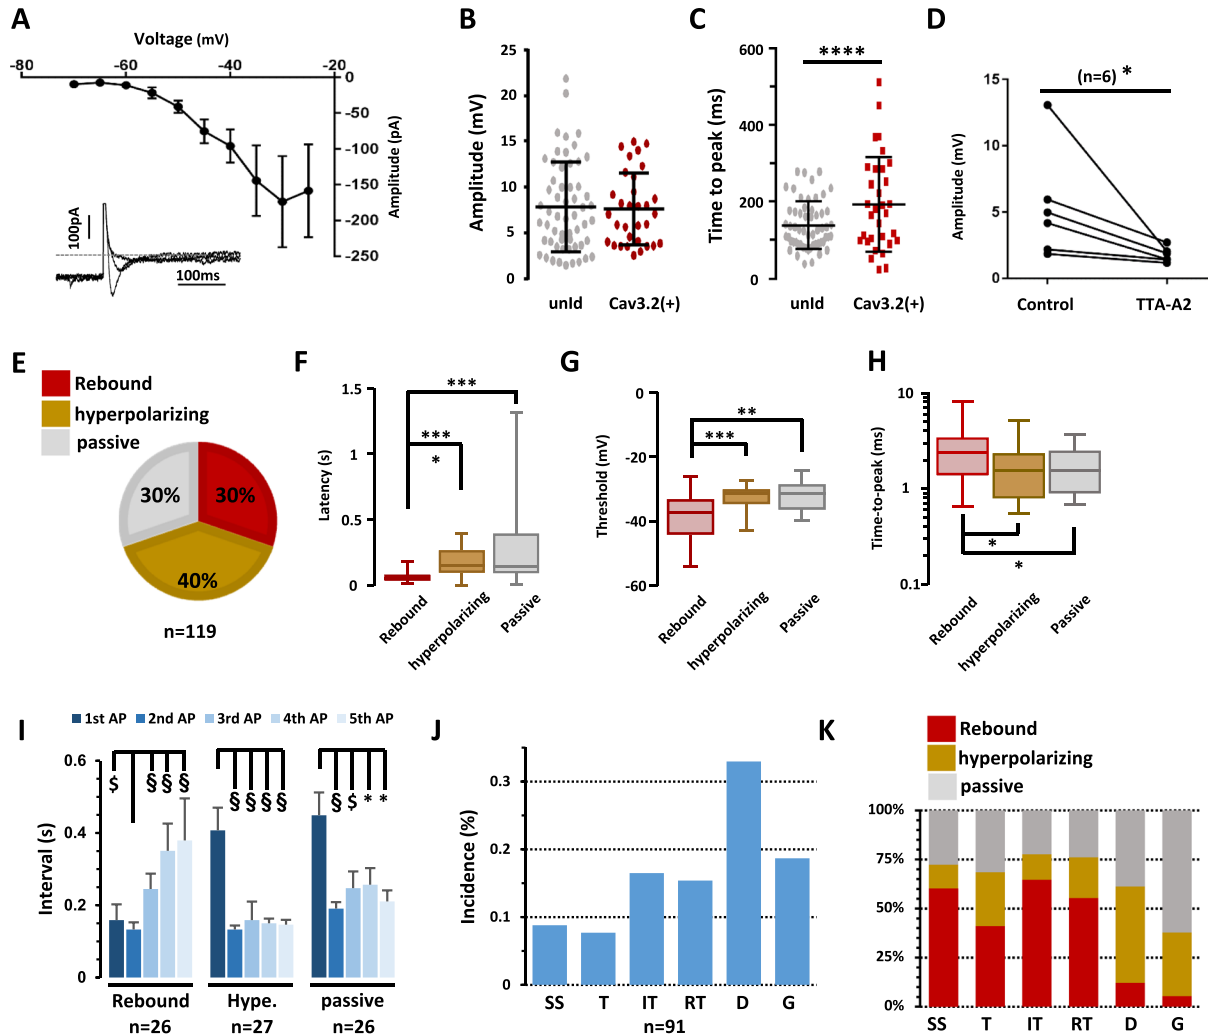 A
Voltage (mV)
-80 -60 -40 -20
0
-50
-100
-150
-200
-250
Amplitude (pA)
100pA
100ms
B
Amplitude (mV)
25
20
15
10
5
0
unId Cav3.2(+)
C
Time to peak (ms)
600
400
200
0
****
unId Cav3.2(+)
D
Amplitude (mV)
15
10
5
0
(n=6) *
Control TTA-A2
E
Rebound
hyperpolarizing
passive
30% 30%
40%
n=119
F
Latency (s)
1.5
1
0.5
0
***
***
*
Rebound
hyperpolarizing
Passive
G
Threshold (mV)
0
-20
-40
-60
**
***
Rebound
hyperpolarizing
Passive
H
Time-to-peak (ms)
10
1
0.1
*
*
Rebound
hyperpolarizing
Passive
I
1st AP 2nd AP 3rd AP 4th AP 5th AP
Interval (s)
0.6
0.4
0.2
0
$ § § §
§ § § §
§ $ * *
Rebound Hype. passive
n=26 n=27 n=26
J
Incidence (%)
0.3
0.2
0.1
0
SS T IT RT D G
n=91
K
Rebound
hyperpolarizing
passive
100%
75%
50%
25%
0%
SS T IT RT D G